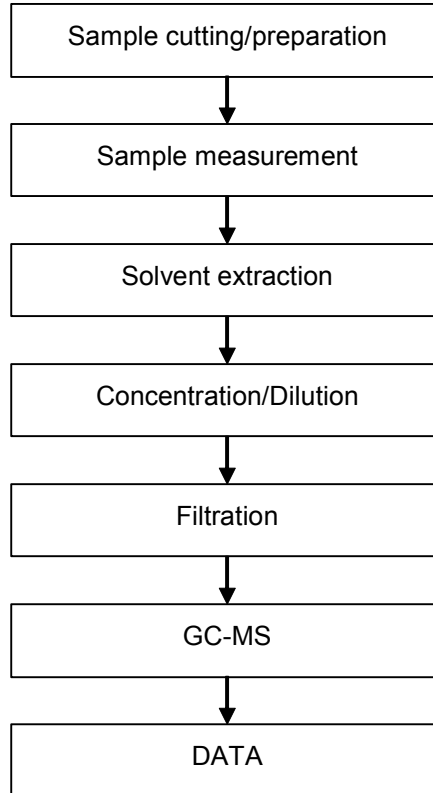 Sample cutting/preparation
Sample measurement
Solvent extraction
Concentration/Dilution
Filtration
GC-MS
DATA